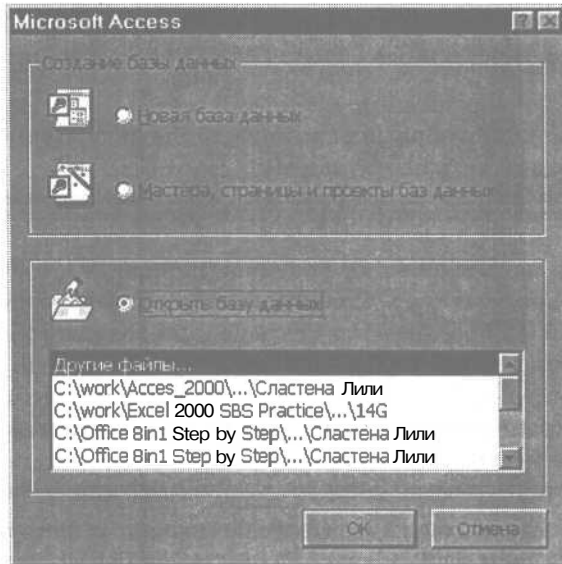 Microsoft Access
Создание базы данных
Новая база данных
Мастера, страницы и проекты баз данных
Открыть базу данных
Другие файлы...
C:\work\Acces_2000\...\Сластена Лили
C:\work\Excel 2000 SBS Practice\...\14G
C:\Office 8in1 Step by Step\...\Сластена Лили
C:\Office 8in1 Step by Step\...\Сластена Лили
OK
Отмена